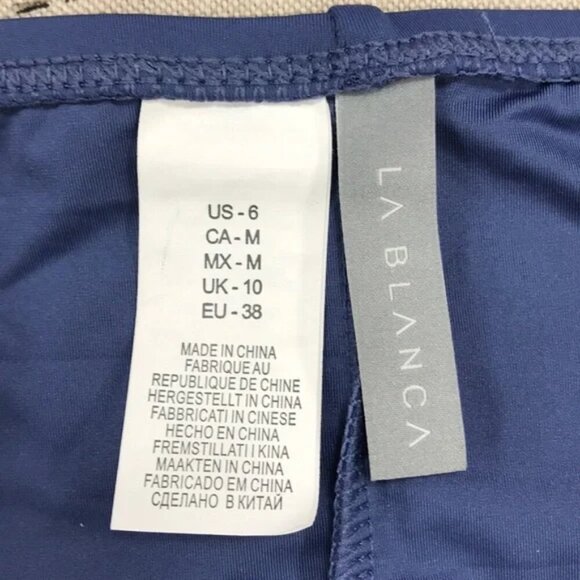 US - 6
CA - M
MX - M
UK - 10
EU - 38
MADE IN CHINA
FABRIQUE AU
REPUBLIQUE DE CHINE
HERGESTELLT IN CHINA
FABBRICATI IN CINESE
HECHO EN CHINA
FREMSTILLATI I KINA
MAAKTEN IN CHINA
FABRICADO EM CHINA
СДЕЛАНО В КИТАЙ
LA BLANCA